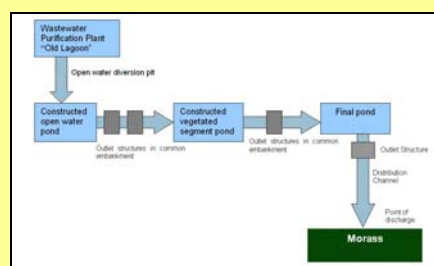 Wastewater
Purification Plant
"Old Lagoon"
Open water diversion pit
Constructed
open water
pond
Outlet structures in common
embankment
Constructed
vegetated
segment pond
Outlet structures in common
embankment
Final pond
Outlet Structure
Distribution
Channel
Point of
discharge
Morass